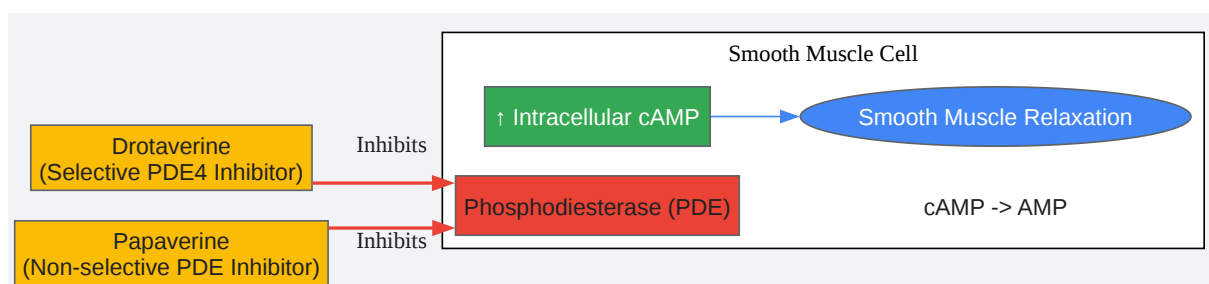 Smooth Muscle Cell
↑ Intracellular cAMP
Smooth Muscle Relaxation
Drotaverine
(Selective PDE4 Inhibitor)
Inhibits
Phosphodiesterase (PDE)
cAMP -> AMP
Papaverine
(Non-selective PDE Inhibitor)
Inhibits